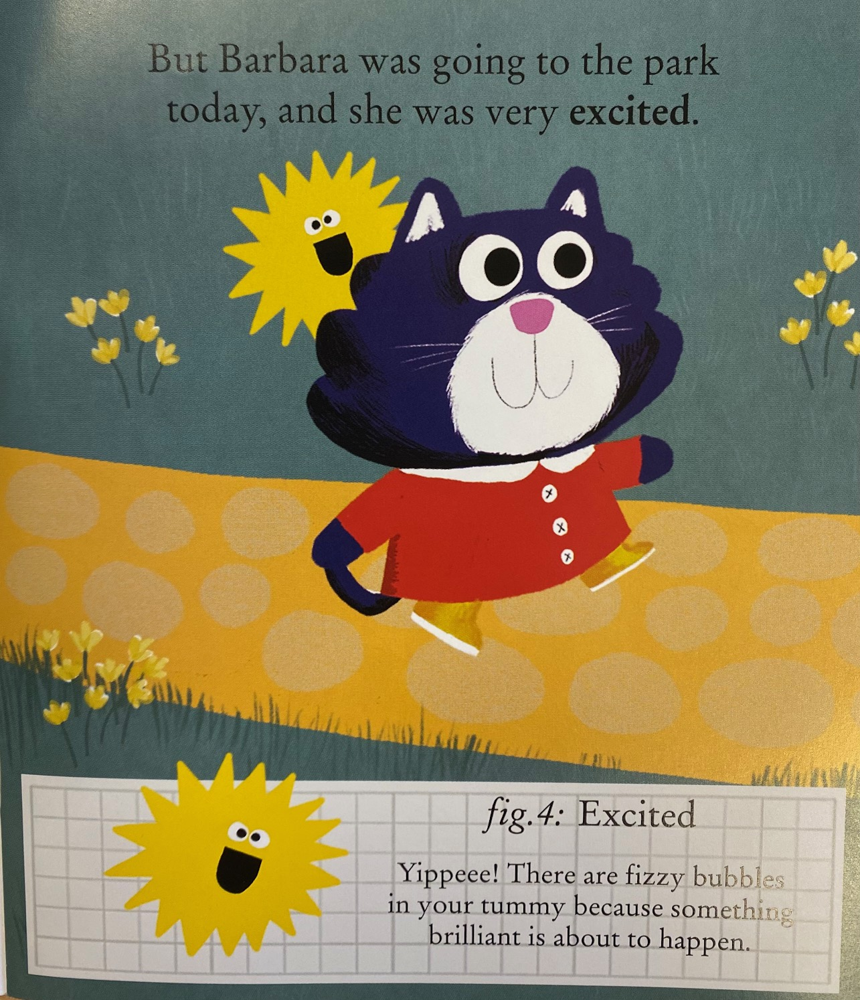 But Barbara was going to the park
today, and she was very excited.
fig.4: Excited
Yippeee! There are fizzy bubbles
in your tummy because something
brilliant is about to happen.